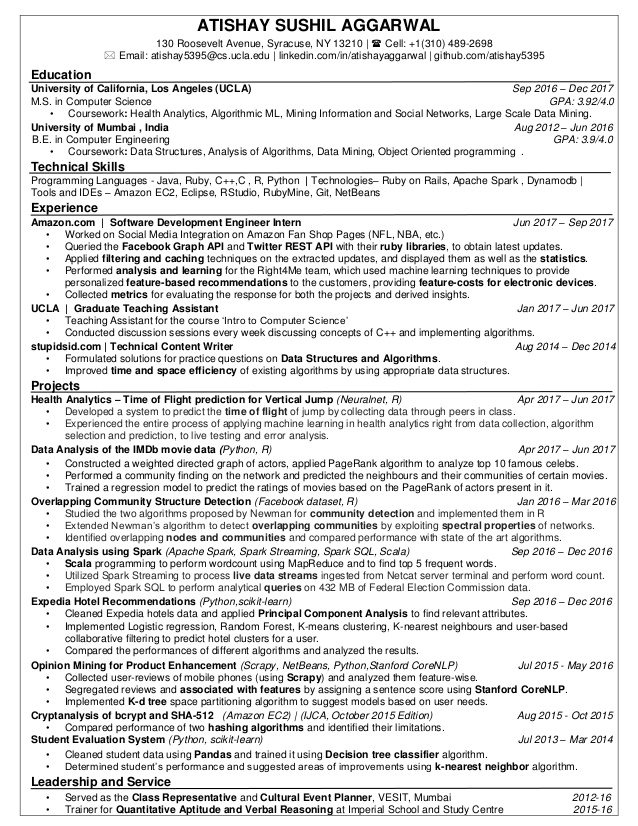 ATISHAY SUSHIL AGGARWAL
130 Roosevelt Avenue, Syracuse, NY 13210 | ☎ Cell: +1(310) 489-2698
✉ Email: atishay5395@cs.ucla.edu | linkedin.com/in/atishayaggarwal | github.com/atishay5395
Education
University of California, Los Angeles (UCLA) Sep 2016 – Dec 2017
M.S. in Computer Science GPA: 3.92/4.0
• Coursework: Health Analytics, Algorithmic ML, Mining Information and Social Networks, Large Scale Data Mining.
University of Mumbai , India Aug 2012 – Jun 2016
B.E. in Computer Engineering GPA: 3.9/4.0
• Coursework: Data Structures, Analysis of Algorithms, Data Mining, Object Oriented programming .
Technical Skills
Programming Languages - Java, Ruby, C++,C , R, Python | Technologies– Ruby on Rails, Apache Spark , Dynamodb |
Tools and IDEs – Amazon EC2, Eclipse, RStudio, RubyMine, Git, NetBeans
Experience
Amazon.com | Software Development Engineer Intern Jun 2017 – Sep 2017
• Worked on Social Media Integration on Amazon Fan Shop Pages (NFL, NBA, etc.)
• Queried the Facebook Graph API and Twitter REST API with their ruby libraries, to obtain latest updates.
• Applied filtering and caching techniques on the extracted updates, and displayed them as well as the statistics.
• Performed analysis and learning for the Right4Me team, which used machine learning techniques to provide
personalized feature-based recommendations to the customers, providing feature-costs for electronic devices.
• Collected metrics for evaluating the response for both the projects and derived insights.
UCLA | Graduate Teaching Assistant Jan 2017 – Jun 2017
• Teaching Assistant for the course ‘Intro to Computer Science’
• Conducted discussion sessions every week discussing concepts of C++ and implementing algorithms.
stupidsid.com | Technical Content Writer Aug 2014 – Dec 2014
• Formulated solutions for practice questions on Data Structures and Algorithms.
• Improved time and space efficiency of existing algorithms by using appropriate data structures.
Projects
Health Analytics – Time of Flight prediction for Vertical Jump (Neuralnet, R) Apr 2017 – Jun 2017
• Developed a system to predict the time of flight of jump by collecting data through peers in class.
• Experienced the entire process of applying machine learning in health analytics right from data collection, algorithm
selection and prediction, to live testing and error analysis.
Data Analysis of the IMDb movie data (Python, R) Apr 2017 – Jun 2017
• Constructed a weighted directed graph of actors, applied PageRank algorithm to analyze top 10 famous celebs.
• Performed a community finding on the network and predicted the neighbours and their communities of certain movies.
• Trained a regression model to predict the ratings of movies based on the PageRank of actors present in it.
Overlapping Community Structure Detection (Facebook dataset, R) Jan 2016 – Mar 2016
• Studied the two algorithms proposed by Newman for community detection and implemented them in R
• Extended Newman’s algorithm to detect overlapping communities by exploiting spectral properties of networks.
• Identified overlapping nodes and communities and compared performance with state of the art algorithms.
Data Analysis using Spark (Apache Spark, Spark Streaming, Spark SQL, Scala) Sep 2016 – Dec 2016
• Scala programming to perform wordcount using MapReduce and to find top 5 frequent words.
• Utilized Spark Streaming to process live data streams ingested from Netcat server terminal and perform word count.
• Employed Spark SQL to perform analytical queries on 432 MB of Federal Election Commission data.
Expedia Hotel Recommendations (Python,scikit-learn) Sep 2016 – Dec 2016
• Cleaned Expedia hotels data and applied Principal Component Analysis to find relevant attributes.
• Implemented Logistic regression, Random Forest, K-means clustering, K-nearest neighbours and user-based
collaborative filtering to predict hotel clusters for a user.
• Compared the performances of different algorithms and analyzed the results.
Opinion Mining for Product Enhancement (Scrapy, NetBeans, Python,Stanford CoreNLP) Jul 2015 - May 2016
• Collected user-reviews of mobile phones (using Scrapy) and analyzed them feature-wise.
• Segregated reviews and associated with features by assigning a sentence score using Stanford CoreNLP.
• Implemented K-d tree space partitioning algorithm to suggest models based on user needs.
Cryptanalysis of bcrypt and SHA-512 (Amazon EC2) | (IJCA, October 2015 Edition) Aug 2015 - Oct 2015
• Compared performance of two hashing algorithms and identified their limitations.
Student Evaluation System (Python, scikit-learn) Jul 2013 – Mar 2014
• Cleaned student data using Pandas and trained it using Decision tree classifier algorithm.
• Determined student’s performance and suggested areas of improvements using k-nearest neighbor algorithm.
Leadership and Service
• Served as the Class Representative and Cultural Event Planner, VESIT, Mumbai 2012-16
• Trainer for Quantitative Aptitude and Verbal Reasoning at Imperial School and Study Centre 2015-16